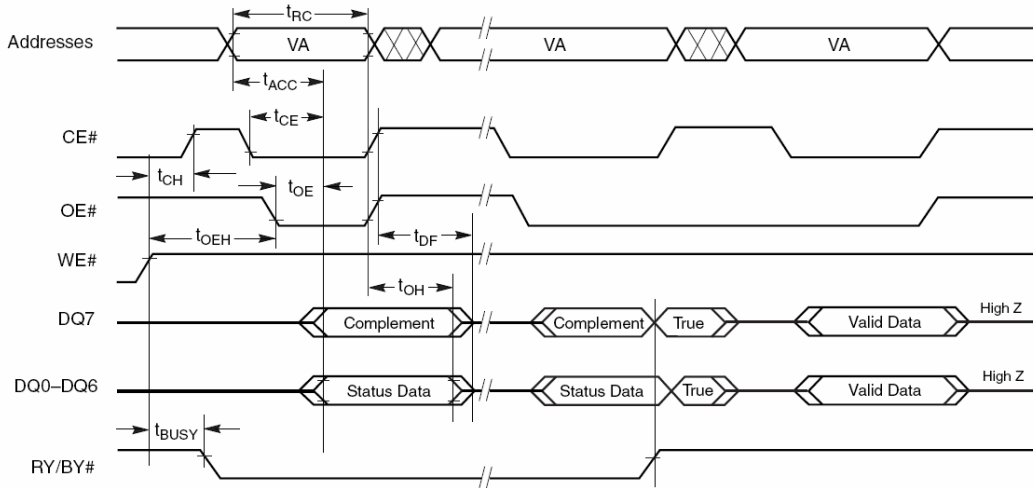 tRC
Addresses VA VA VA
tACC
tCE
CE#
tCH tOE
OE#
tOEH tDF
WE#
tOH
DQ7 Complement Complement True Valid Data High Z
DQ0–DQ6 Status Data Status Data True Valid Data High Z
tBUSY
RY/BY#